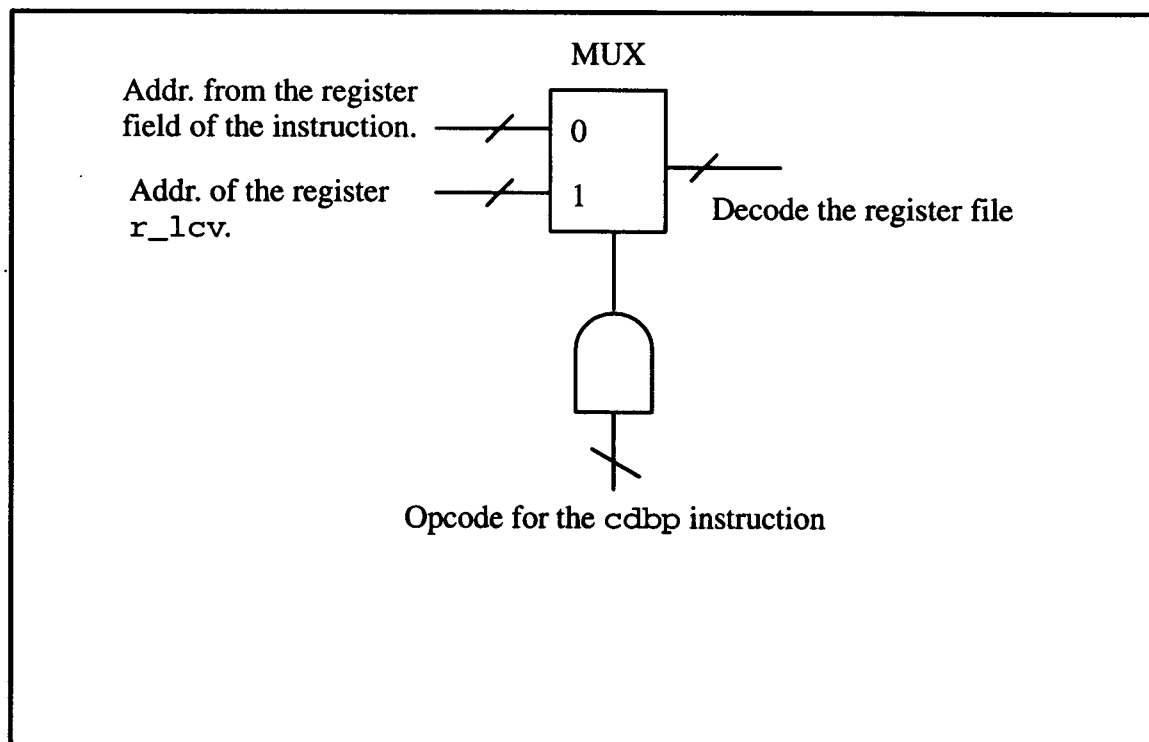 MUX
Addr. from the register
field of the instruction.
0
Addr. of the register
r_lcv.
1
Decode the register file
Opcode for the cdbp instruction